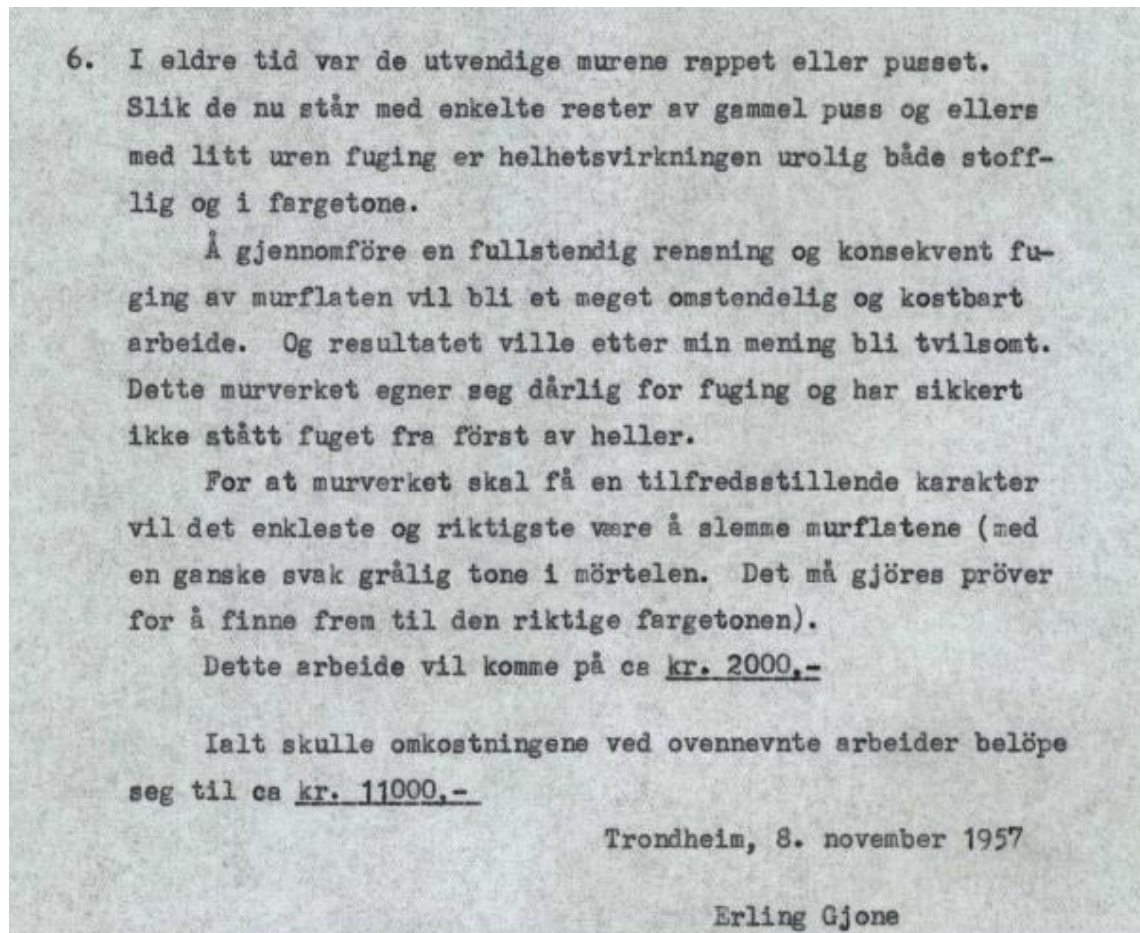 6. I eldre tid var de utvendige murene rappet eller pusset.
Slik de nu står med enkelte rester av gammel puss og ellers
med litt uren fuging er helhetsvirkningen urolig både stoff-
lig og i fargetone.
Å gjennomföre en fullstendig rensning og konsekvent fu-
ging av murflaten vil bli et meget omstendelig og kostbart
arbeide. Og resultatet ville etter min mening bli tvilsomt.
Dette murverket egner seg dårlig for fuging og har sikkert
ikke stått fuget fra först av heller.
For at murverket skal få en tilfredsstillende karakter
vil det enkleste og riktigste være å slemme murflatene (med
en ganske svak grålig tone i mörtelen. Det må gjöres pröver
for å finne frem til den riktige fargetonen).
Dette arbeide vil komme på ca kr. 2000,-
Ialt skulle omkostningene ved ovennevnte arbeider belöpe
seg til ca kr. 11000,-
Trondheim, 8. november 1957
Erling Gjone